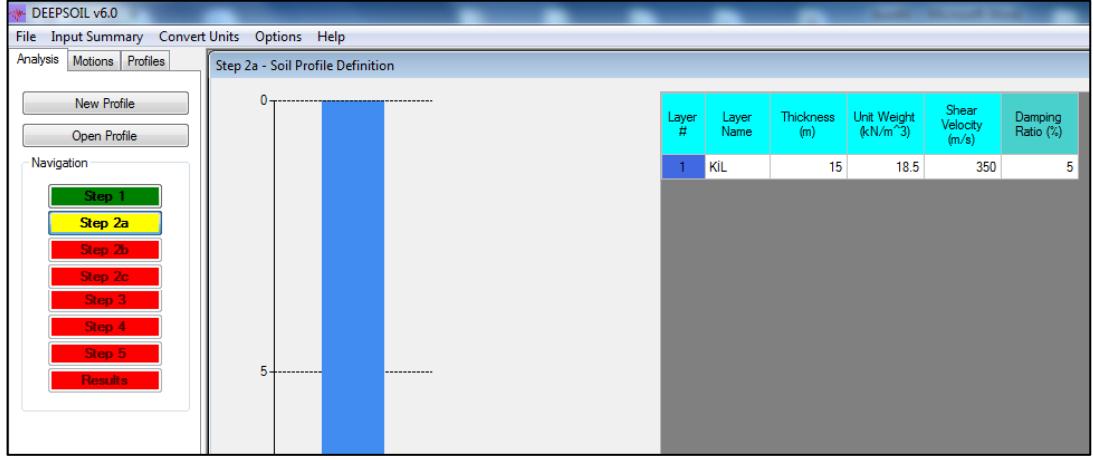 DEEPSOIL v6.0
File Input Summary Convert Units Options Help
Analysis Motions Profiles
New Profile
Open Profile
Navigation
Step 1
Step 2a
Step 2b
Step 2c
Step 3
Step 4
Step 5
Results
Step 2a - Soil Profile Definition
0
5
Layer # Layer Name Thickness (m) Unit Weight (kN/m^3) Shear Velocity (m/s) Damping Ratio (%)
1 KiL 15 18.5 350 5